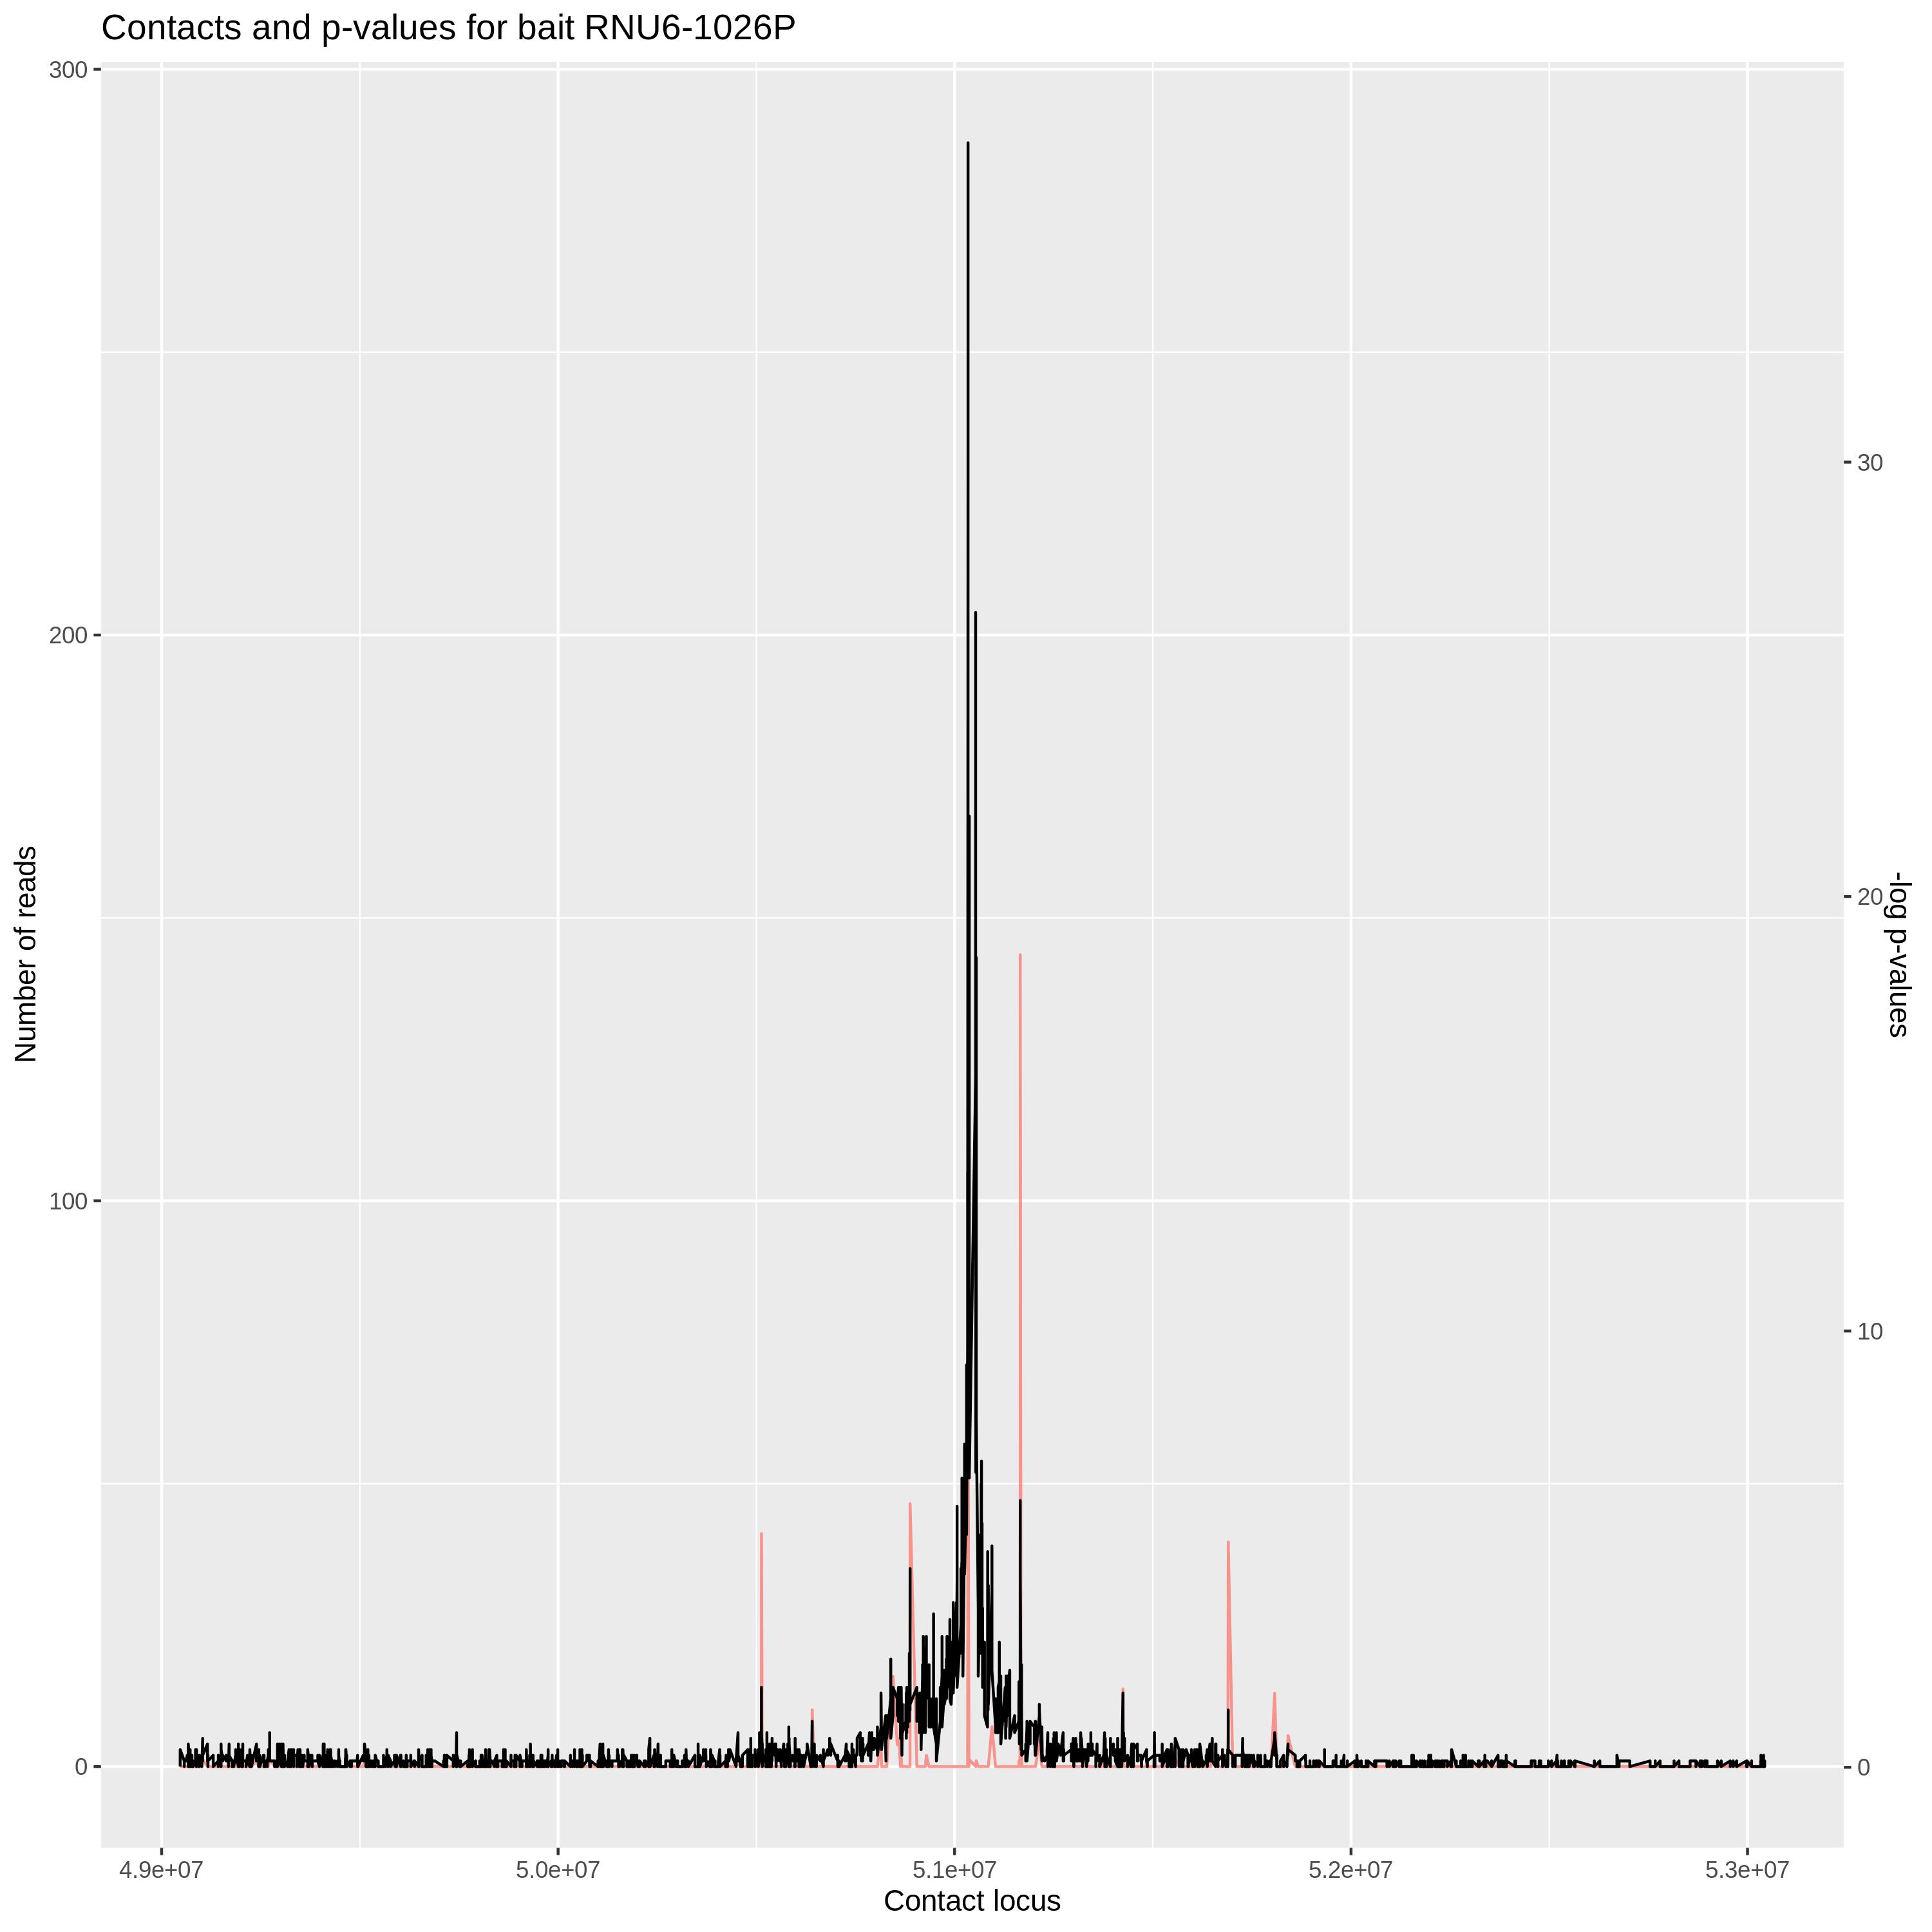 Contacts and p-values for bait RNU6-1026P
300
200
100
0
Number of reads
30
20
10
0
-log p-values
4.9e+07
5.0e+07
5.1e+07
5.2e+07
5.3e+07
Contact locus